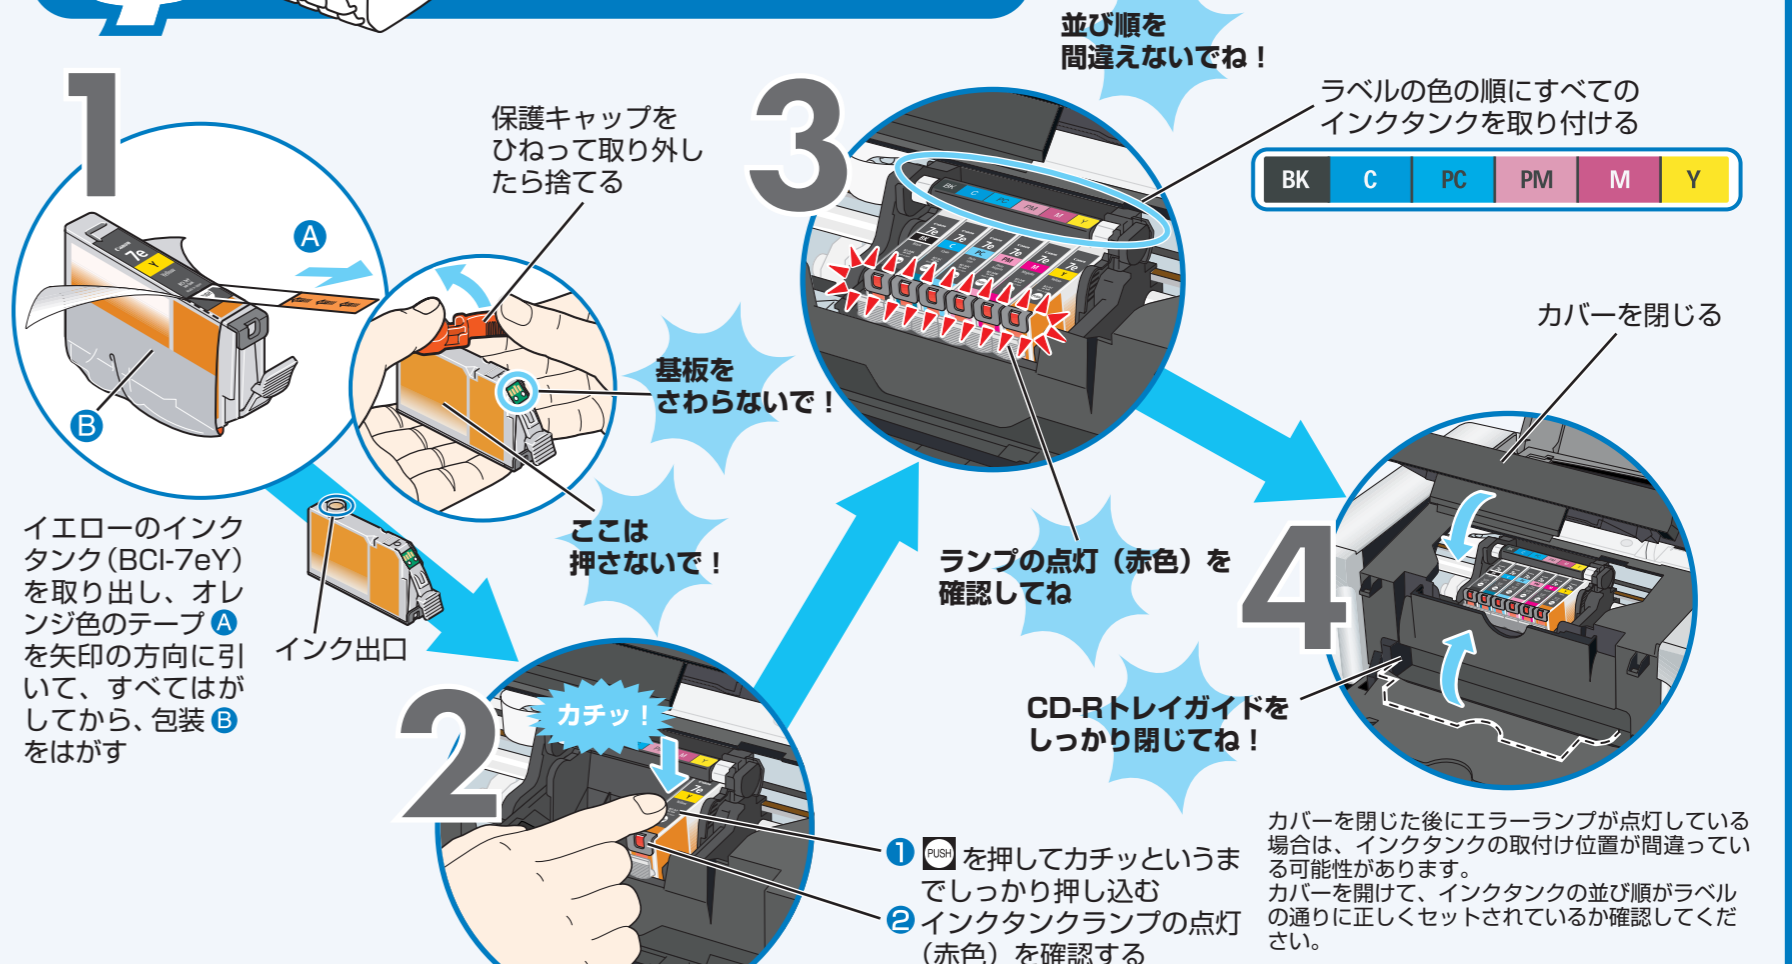 1
A
B
イエローのインク
タンク（BCI-7eY）
を取り出し、オレ
ンジ色のテープ A
を矢印の方向に引
いて、すべてはが
してから、包装 B
をはがす
Canon
7e
Y
保護キャップを
ひねって取り外し
たら捨てる
基板を
さわらないで！
ここは
押さないで！
インク出口
2
カチッ！
PM
M
Y
7e
Y
1 PUSH を押してカチッというま
でしっかり押し込む
2 インクタンクランプの点灯
（赤色）を確認する
3
並び順を
間違えないでね！
ラベルの色の順にすべての
インクタンクを取り付ける
BK C PC PM M Y
BK C PC PM M Y
7e 7e 7e 7e 7e 7e
BK C PC PM M Y
ランプの点灯（赤色）を
確認してね
4
カバーを閉じる
CD-Rトレイガイドを
しっかり閉じてね！
カバーを閉じた後にエラーランプが点灯している
場合は、インクタンクの取付け位置が間違ってい
る可能性があります。
カバーを開けて、インクタンクの並び順がラベル
の通りに正しくセットされているか確認してくだ
さい。